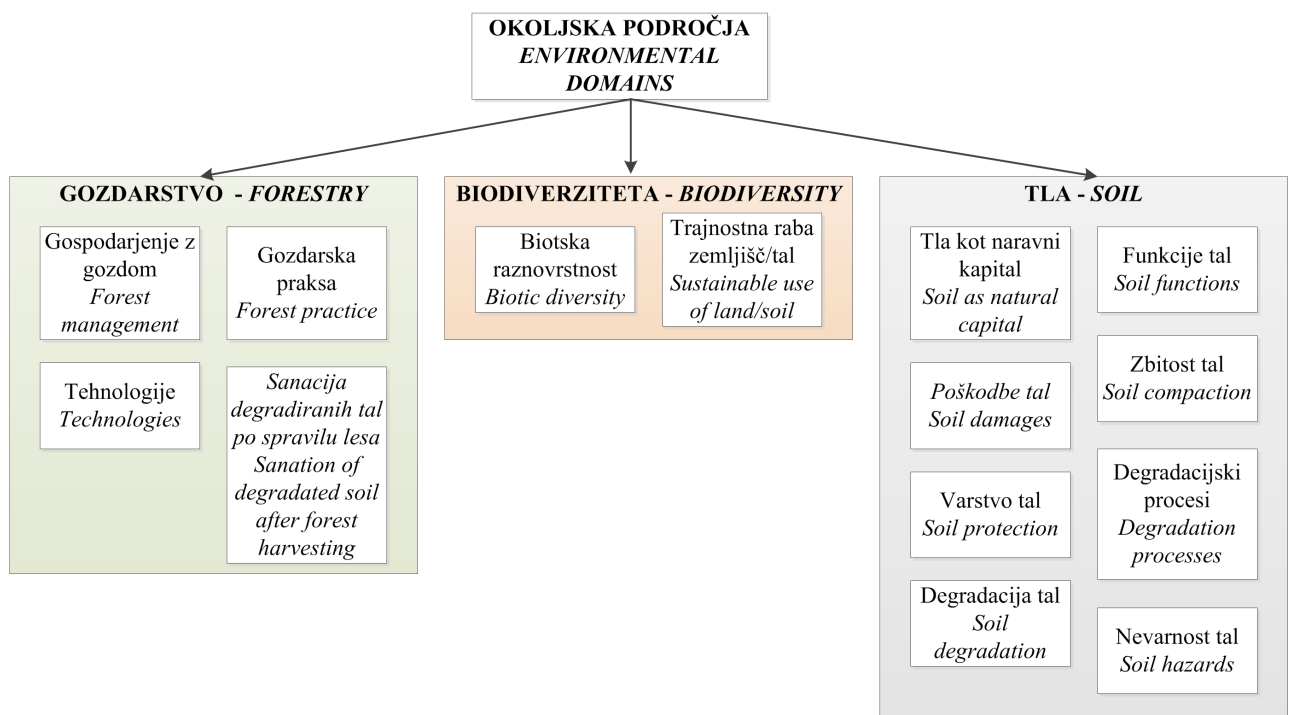 OKOLJSKA PODROČJA
ENVIRONMENTAL
DOMAINS
GOZDARSTVO - FORESTRY
Gospodarjenje z
gozdom
Forest
management
Gozdarska
praksa
Forest practice
Tehnologije
Technologies
Sanacija
degradiranih tal
po spravilu lesa
Sanation of
degradated soil
after forest
harvesting
BIODIVERZITETA - BIODIVERSITY
Biotska
raznovrstnost
Biotic diversity
Trajnostna raba
zemljišč/tal
Sustainable use
of land/soil
TLA - SOIL
Tla kot naravni
kapital
Soil as natural
capital
Funkcije tal
Soil functions
Poškodbe tal
Soil damages
Zbitost tal
Soil compaction
Varstvo tal
Soil protection
Degradacijski
procesi
Degradation
processes
Degradacija tal
Soil
degradation
Nevarnost tal
Soil hazards